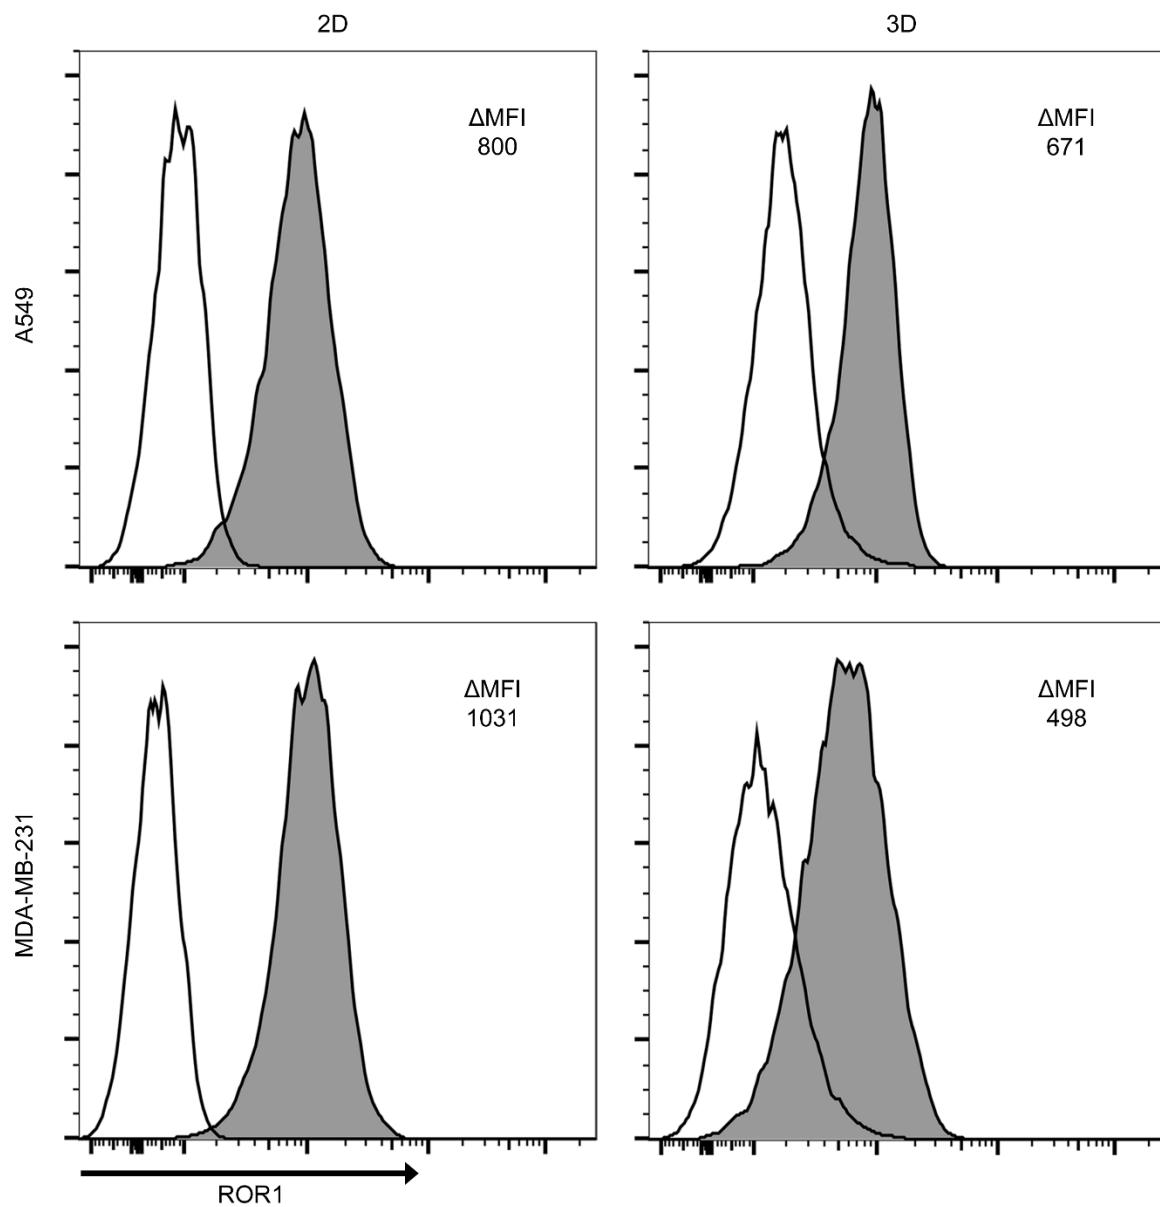 2D
3D
ΔMFI
800
ΔMFI
671
A549
ΔMFI
1031
ΔMFI
498
MDA-MB-231
ROR1